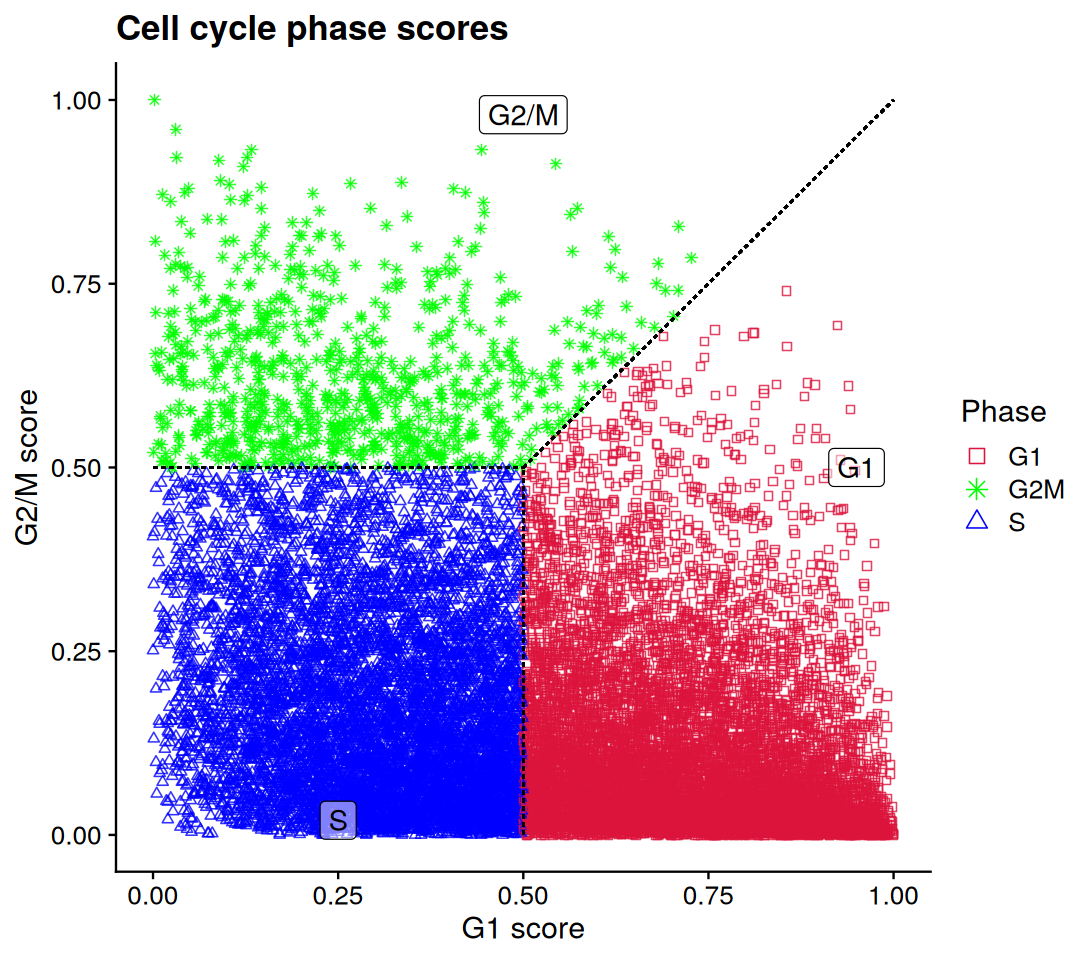 Cell cycle phase scores
G2/M score
1.00
0.75
0.50
0.25
0.00
G2/M
G1
S
0.00
0.25
0.50
0.75
1.00
G1 score
Phase
G1
G2M
S